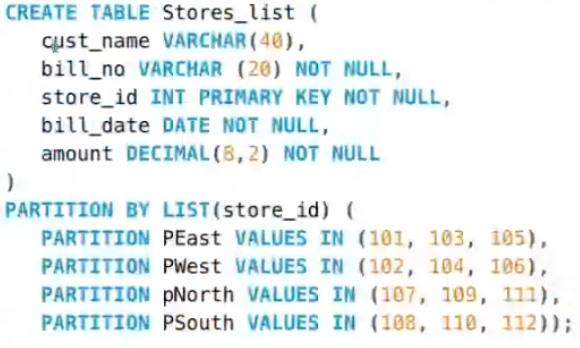 CREATE TABLE Stores_list (
cust_name VARCHAR(40),
bill_no VARCHAR (20) NOT NULL,
store_id INT PRIMARY KEY NOT NULL,
bill_date DATE NOT NULL,
amount DECIMAL(8,2) NOT NULL
)
PARTITION BY LIST(store_id) (
PARTITION PEast VALUES IN (101, 103, 105),
PARTITION PWest VALUES IN (102, 104, 106),
PARTITION pNorth VALUES IN (107, 109, 111),
PARTITION PSouth VALUES IN (108, 110, 112));